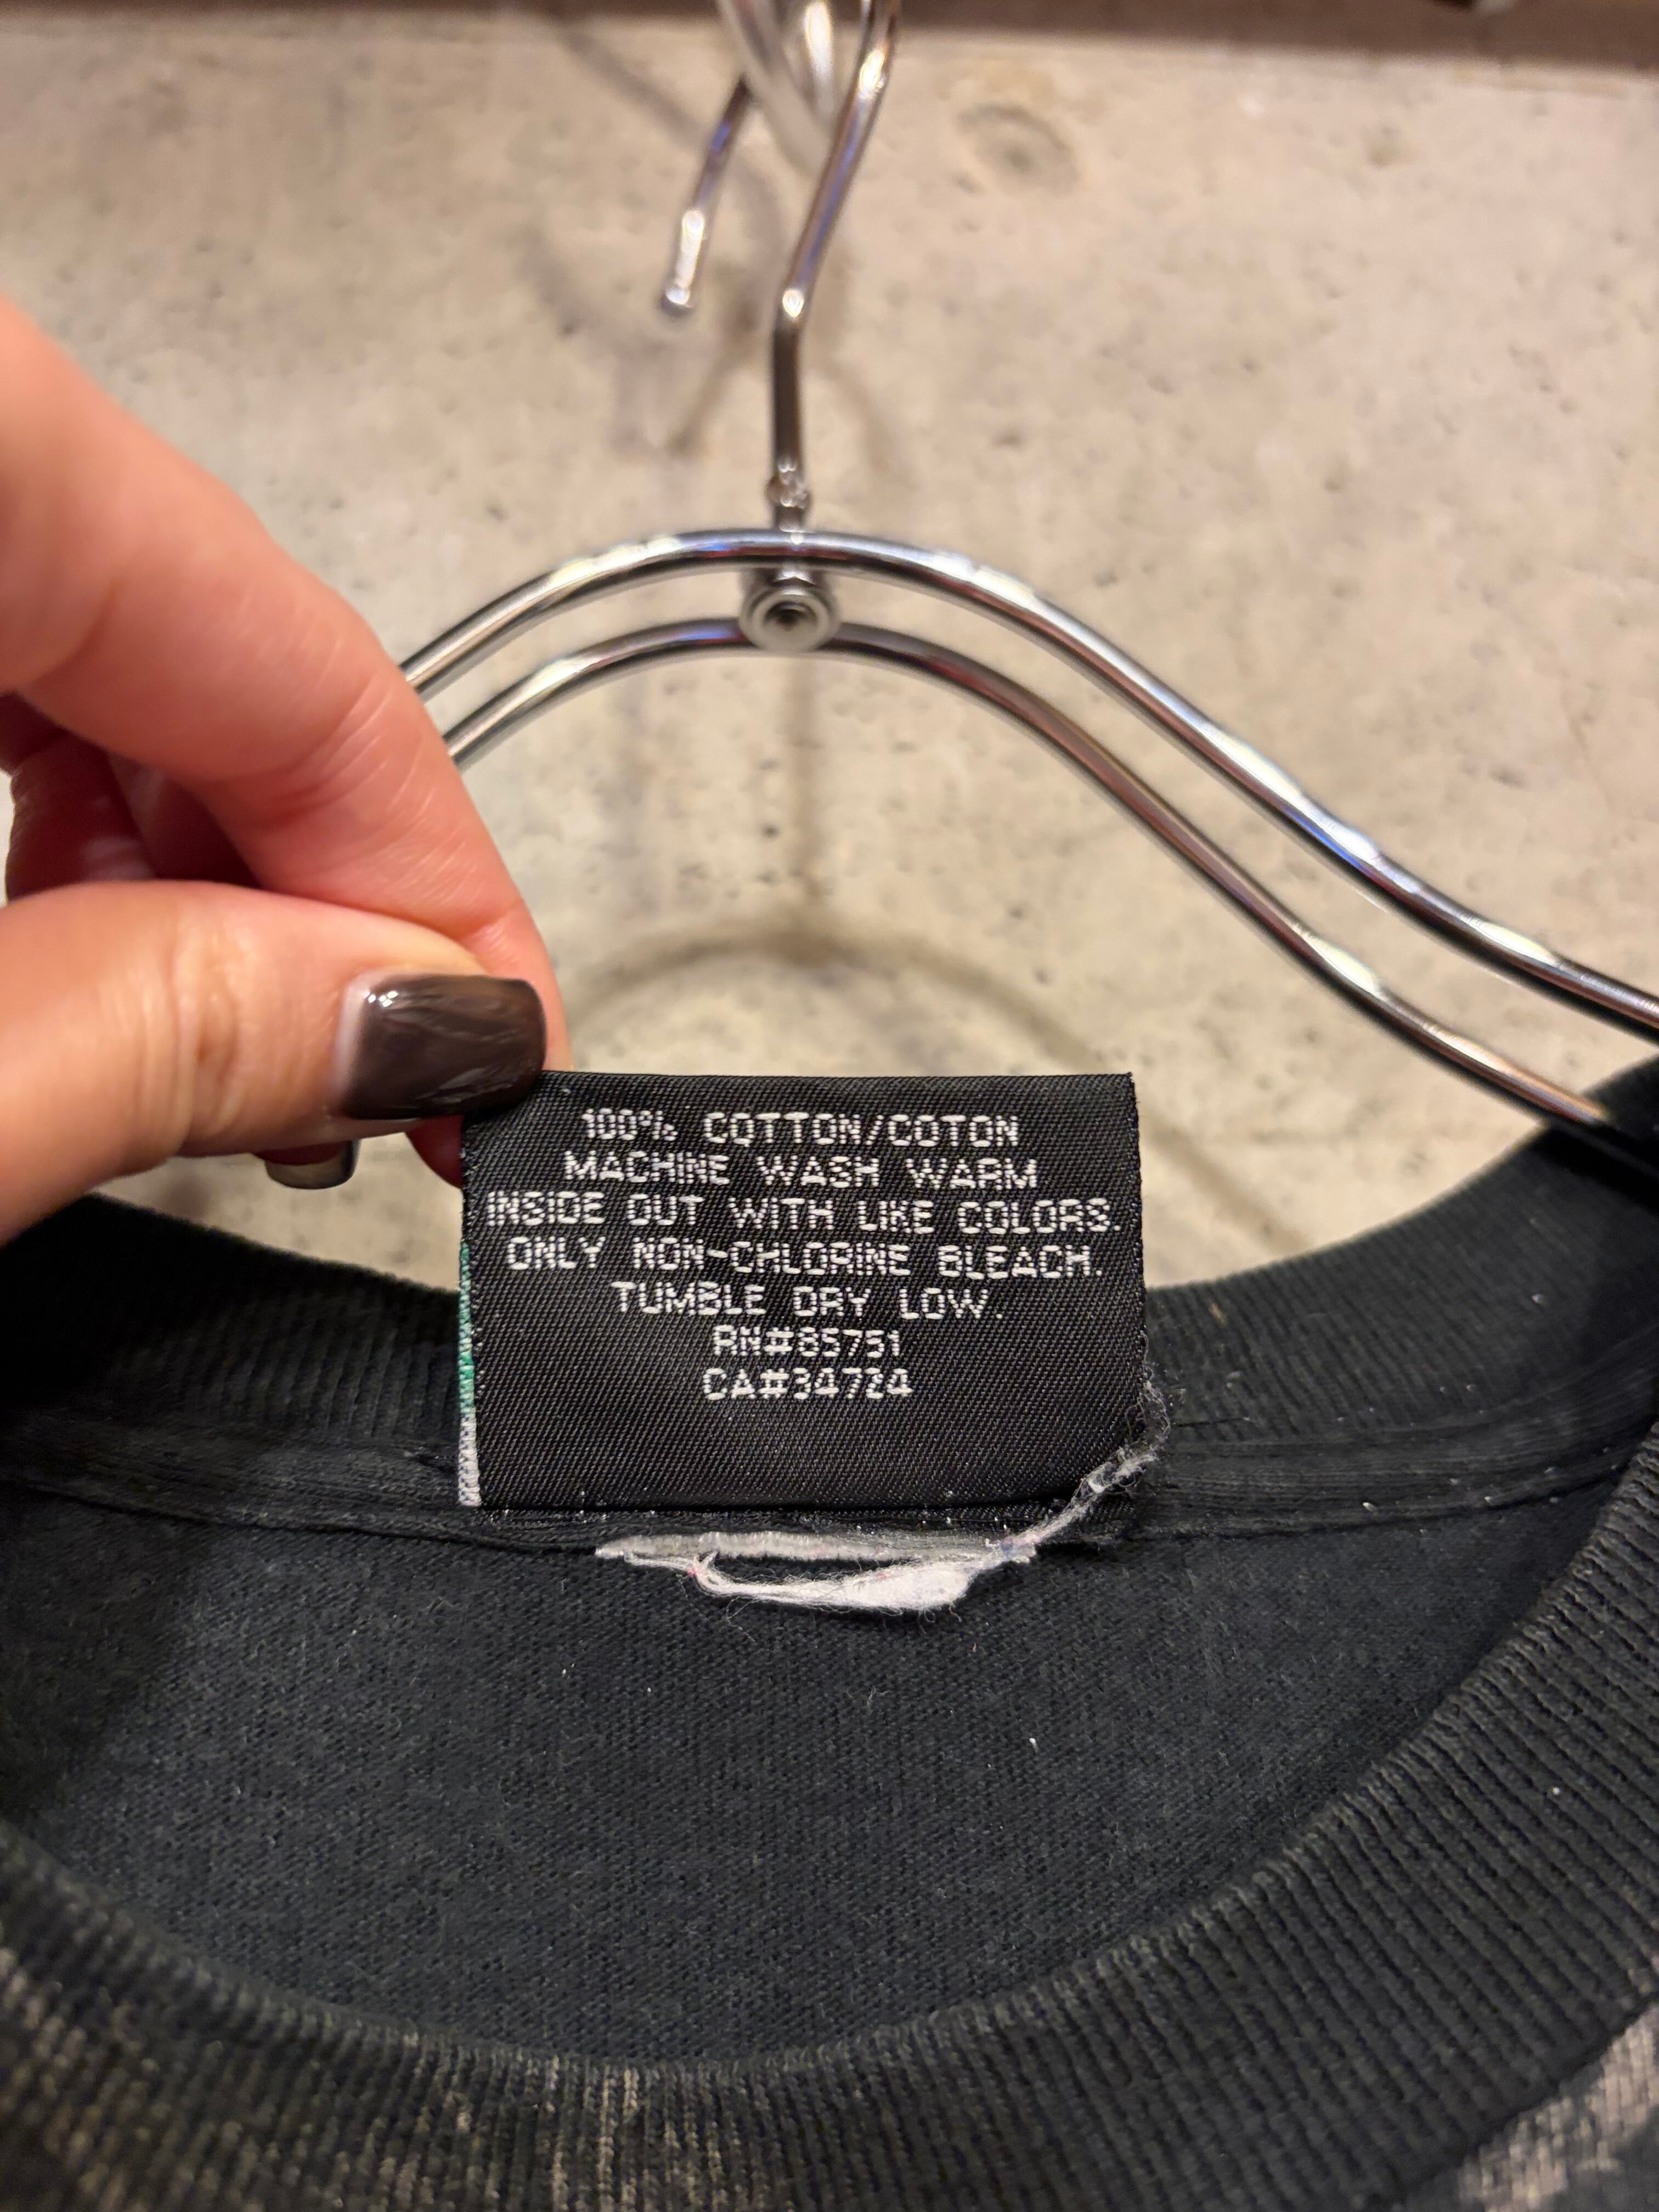 100% COTTON/COTON
MACHINE WASH WARM
INSIDE OUT WITH LIKE COLORS.
ONLY NON-CHLORINE BLEACH.
TUMBLE DRY LOW.
RN#85751
CA#34724